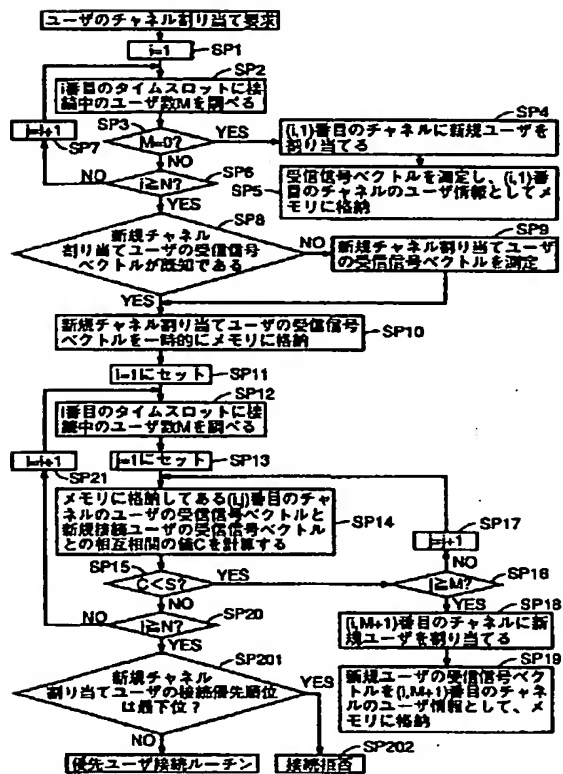 ユーザのチャネル割り当て要求
i=1
SP1
SP2
i番目のタイムスロットに接
続中のユーザ数Mを調べる
i=i+1
SP7
SP3
M=0?
YES
NO
SP4
(i,1)番目のチャネルに新規ユーザを
割り当てる
SP6
i≧N?
NO
YES
SP5
受信信号ベクトルを測定し、(i,1)番
目のチャネルのユーザ情報としてメ
モリに格納
SP8
新規チャネル
割り当てユーザの受信信号
ベクトルが既知である
NO
YES
SP9
新規チャネル割り当てユーザ
の受信信号ベクトルを測定
新規チャネル割り当てユーザの受信信号
ベクトルを一時的にメモリに格納
SP10
i=1にセット
SP11
SP12
i番目のタイムスロットに接
続中のユーザ数Mを調べる
i=i+1
SP21
j=1にセット
SP13
メモリに格納してある(i,j)番目のチャ
ネルのユーザの受信信号ベクトルと
新規接続ユーザの受信信号ベクトル
との相互相関の値Cを計算する
SP14
j=j+1
SP17
SP15
C<S?
YES
NO
j≧M?
SP16
NO
YES
SP20
i≧N?
NO
YES
SP18
(i,M+1)番目のチャネルに新
規ユーザを割り当てる
SP19
新規ユーザの受信信号ベク
トルを(i,M+1)番目のチャネル
のユーザ情報として、メ
モリに格納
SP201
新規チャネル
割り当てユーザの接続優先順位
は最下位?
YES
NO
SP202
優先ユーザ接続ルーチン
接続拒否